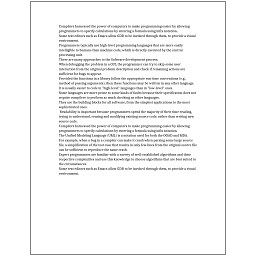 Compilers harnessed the power of computers to make programming easier by allowing
programmers to specify calculations by entering a formula using infix notation.
Some text editors such as Emacs allow GDB to be invoked through them, to provide a visual
environment.
Programmers typically use high-level programming languages that are more easily
intelligible to humans than machine code, which is directly executed by the central
processing unit.
There are many approaches to the Software development process.
When debugging the problem in a GUI, the programmer can try to skip some user
interaction from the original problem description and check if remaining actions are
sufficient for bugs to appear.
Provided the functions in a library follow the appropriate run-time conventions (e.g.,
method of passing arguments), then these functions may be written in any other language.
It is usually easier to code in "high-level" languages than in "low-level" ones.
Some languages are more prone to some kinds of faults because their specification does not
require compilers to perform as much checking as other languages.
They are the building blocks for all software, from the simplest applications to the most
sophisticated ones.
Readability is important because programmers spend the majority of their time reading,
trying to understand, reusing and modifying existing source code, rather than writing new
source code.
Compilers harnessed the power of computers to make programming easier by allowing
programmers to specify calculations by entering a formula using infix notation.
The Unified Modeling Language (UML) is a notation used for both the OOAD and MDA.
For example, when a bug in a compiler can make it crash when parsing some large source
file, a simplification of the test case that results in only few lines from the original source file
can be sufficient to reproduce the same crash.
Expert programmers are familiar with a variety of well-established algorithms and their
respective complexities and use this knowledge to choose algorithms that are best suited to
the circumstances.
Some text editors such as Emacs allow GDB to be invoked through them, to provide a visual
environment.